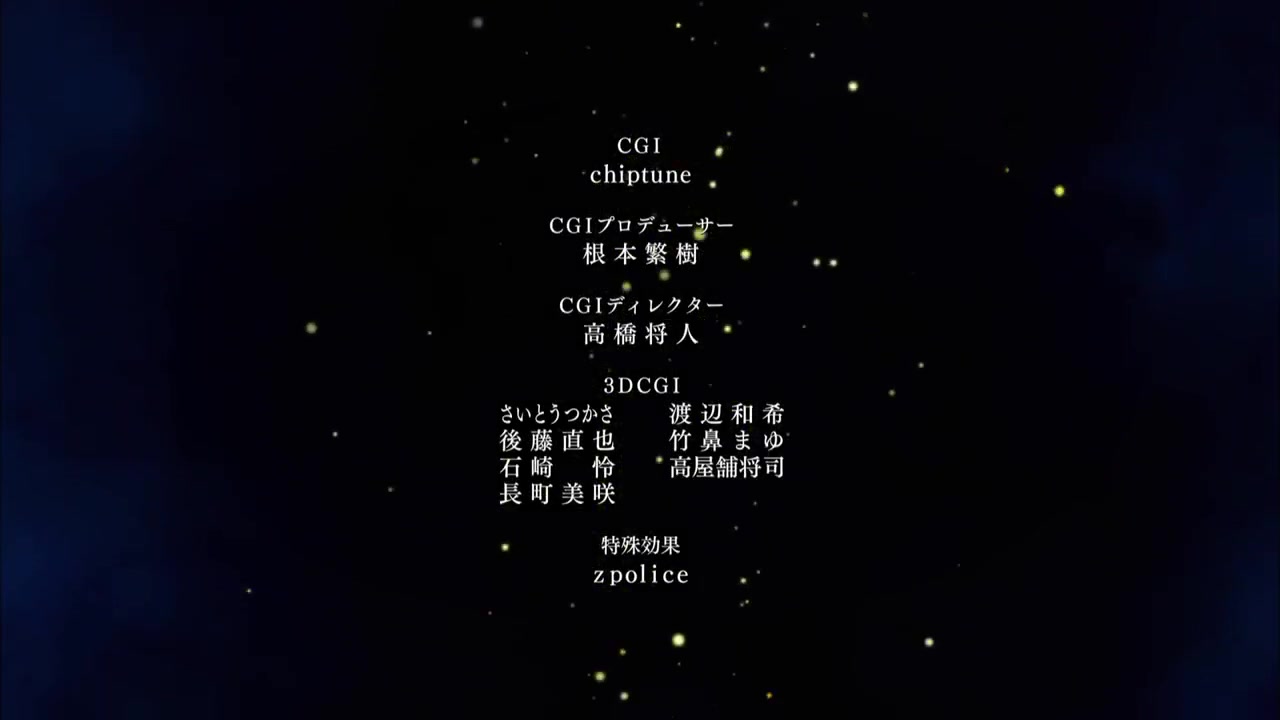 CGI
chiptune
CGIプロデューサー
根本繁樹
CGIディレクター
高橋将人
3DCGI
さいとうつかさ 渡辺和希
後藤直也 竹鼻まゆ
石崎 怜 高屋舗将司
長町美咲
特殊効果
zpolice